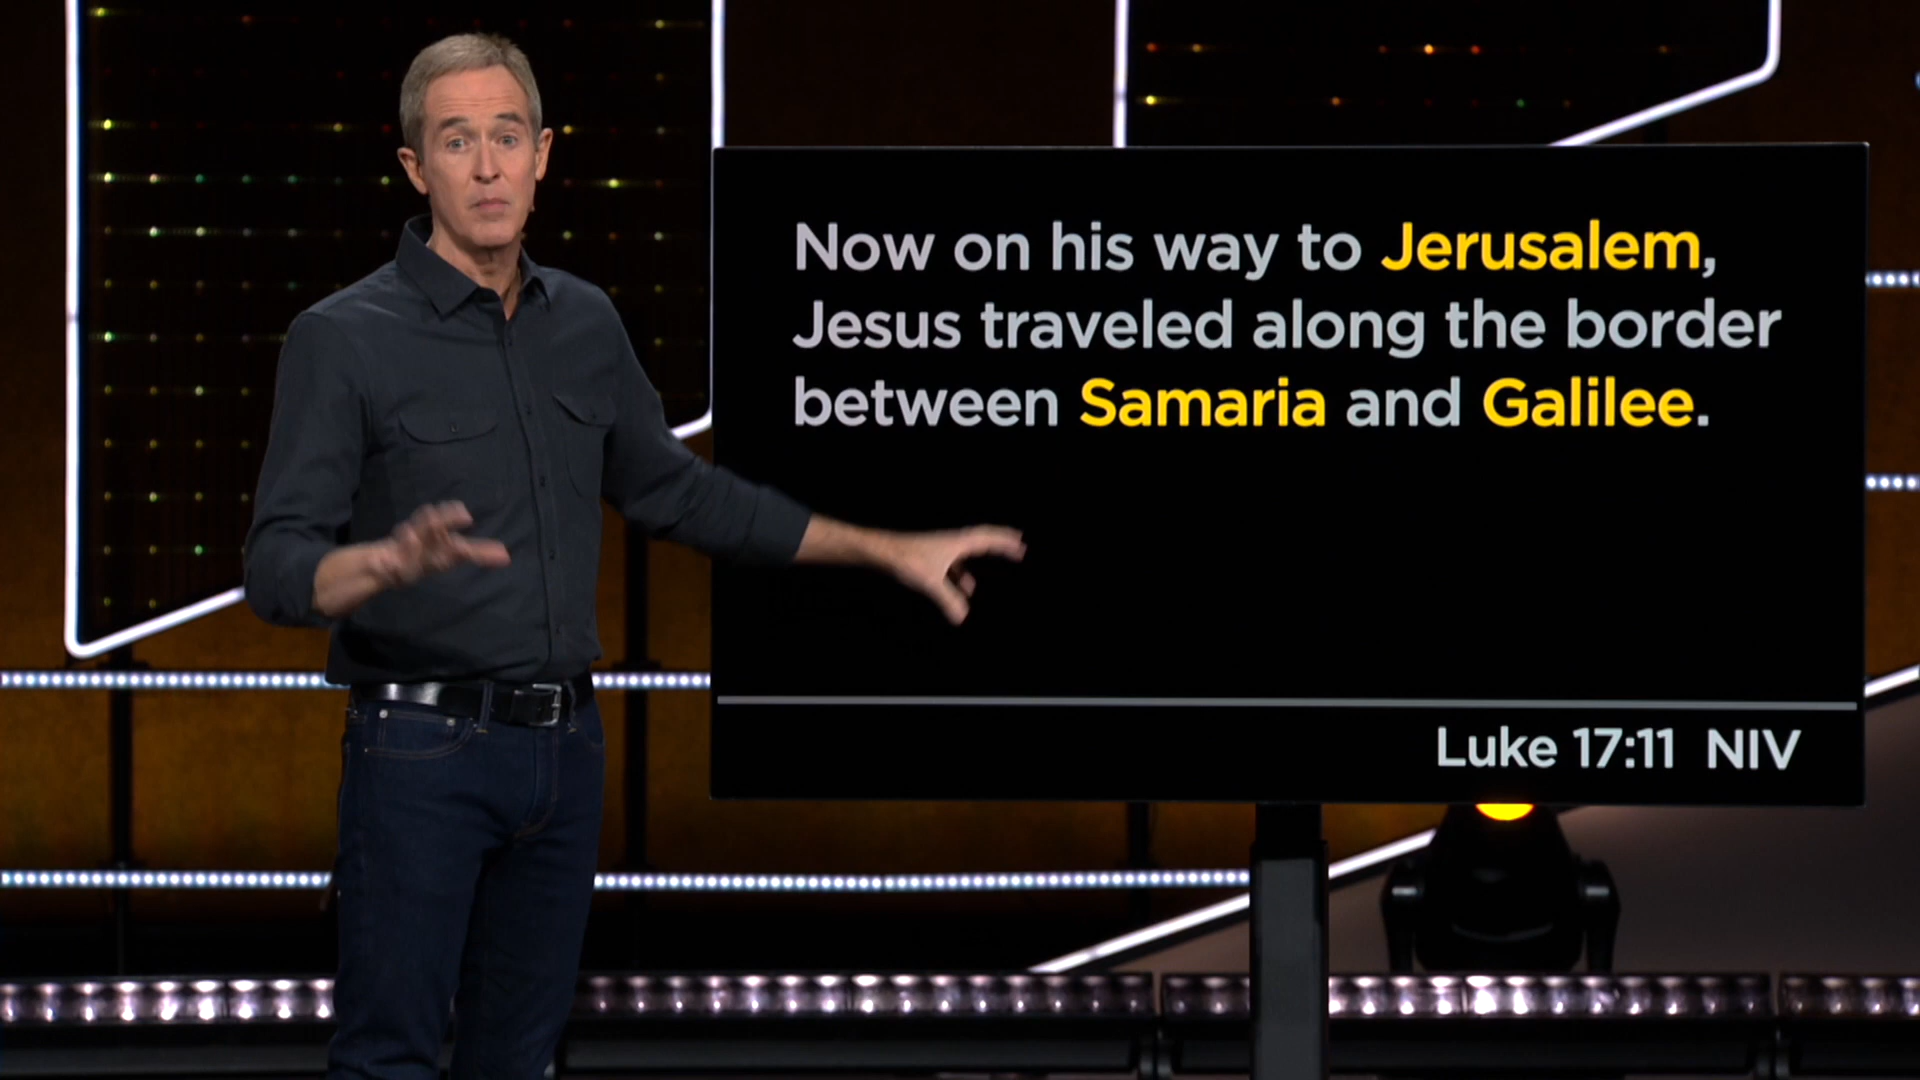 Now on his way to Jerusalem,
Jesus traveled along the border
between Samaria and Galilee.
Luke 17:11 NIV